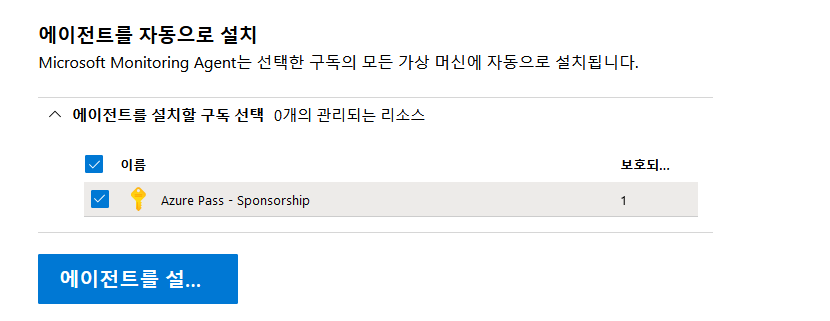 에이전트를 자동으로 설치
Microsoft Monitoring Agent는 선택한 구독의 모든 가상 머신에 자동으로 설치됩니다.
에이전트를 설치할 구독 선택 0개의 관리되는 리소스
이름 보호되...
Azure Pass - Sponsorship 1
에이전트를 설...